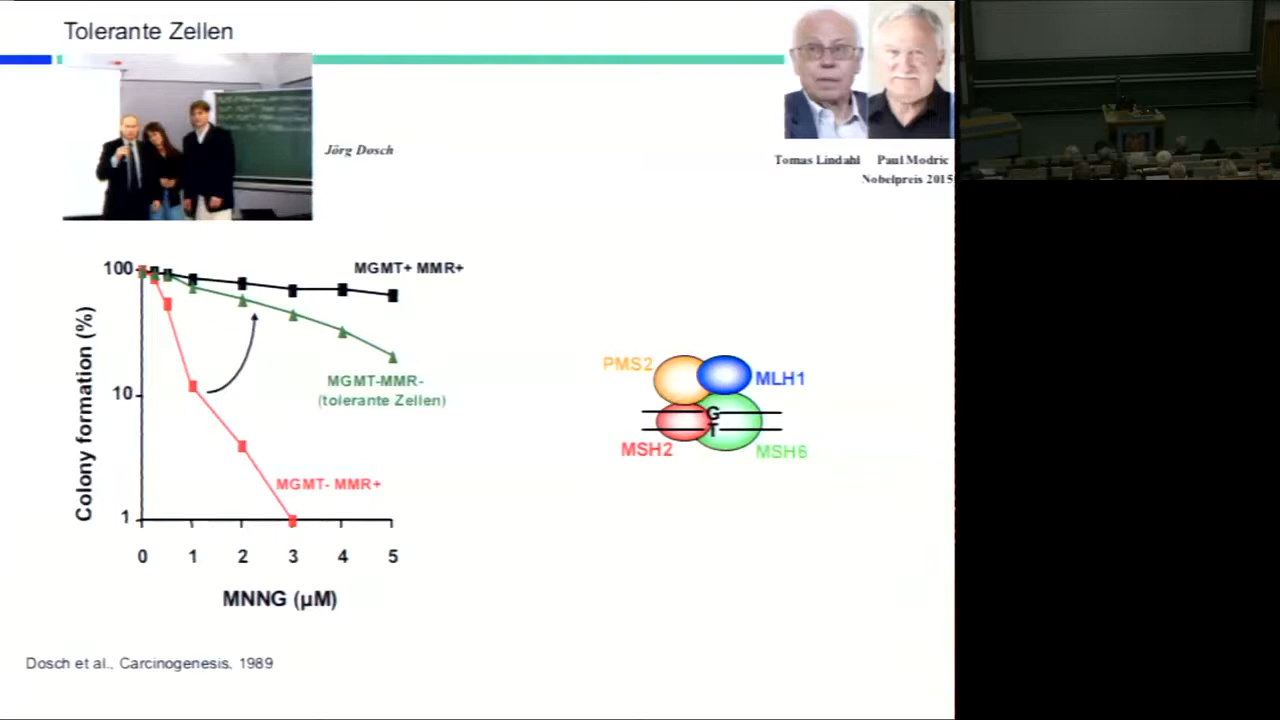 Tolerante Zellen
Jörg Dosch
Tomas Lindahl
Paul Modric
Nobelpreis 2015
100
10
1
Colony formation (%)
MGMT+ MMR+
MGMT-MMR-
(tolerante Zellen)
MGMT- MMR+
0 1 2 3 4 5
MNNG (µM)
PMS2
MLH1
G
T
MSH2
MSH6
Dosch et al., Carcinogenesis, 1989